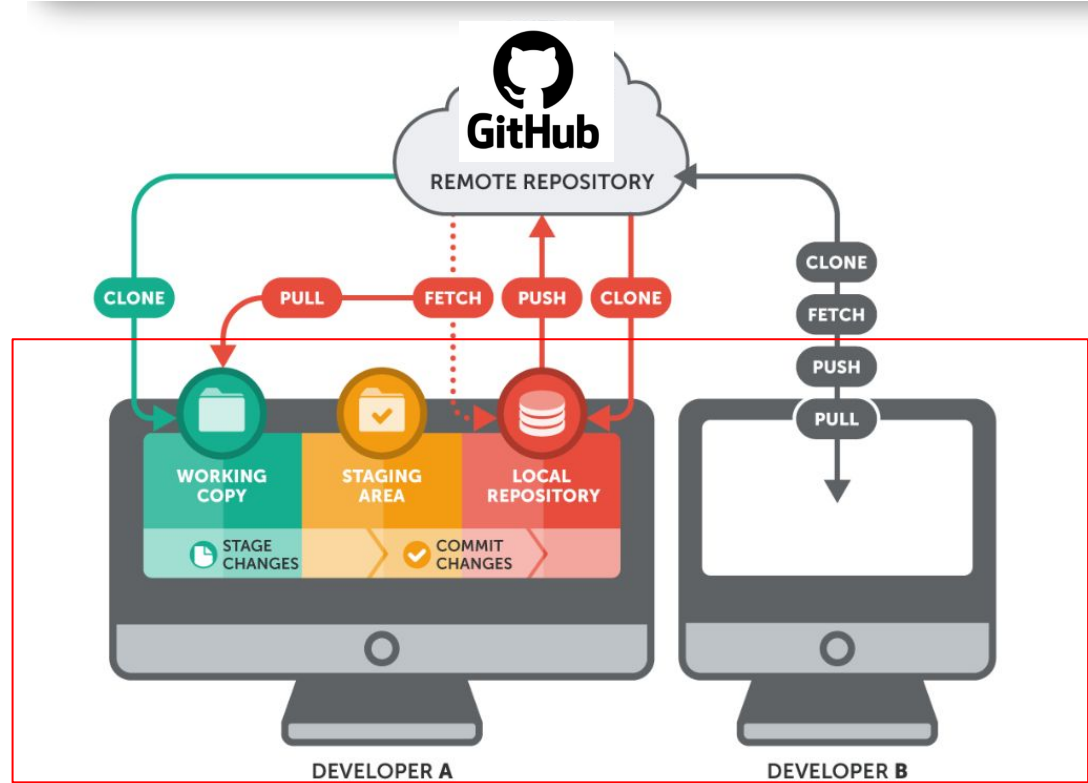 GitHub
REMOTE REPOSITORY
CLONE
PULL
FETCH
PUSH
CLONE
CLONE
FETCH
PUSH
PULL
WORKING
COPY
STAGING
AREA
LOCAL
REPOSITORY
STAGE
CHANGES
COMMIT
CHANGES
DEVELOPER A
DEVELOPER B